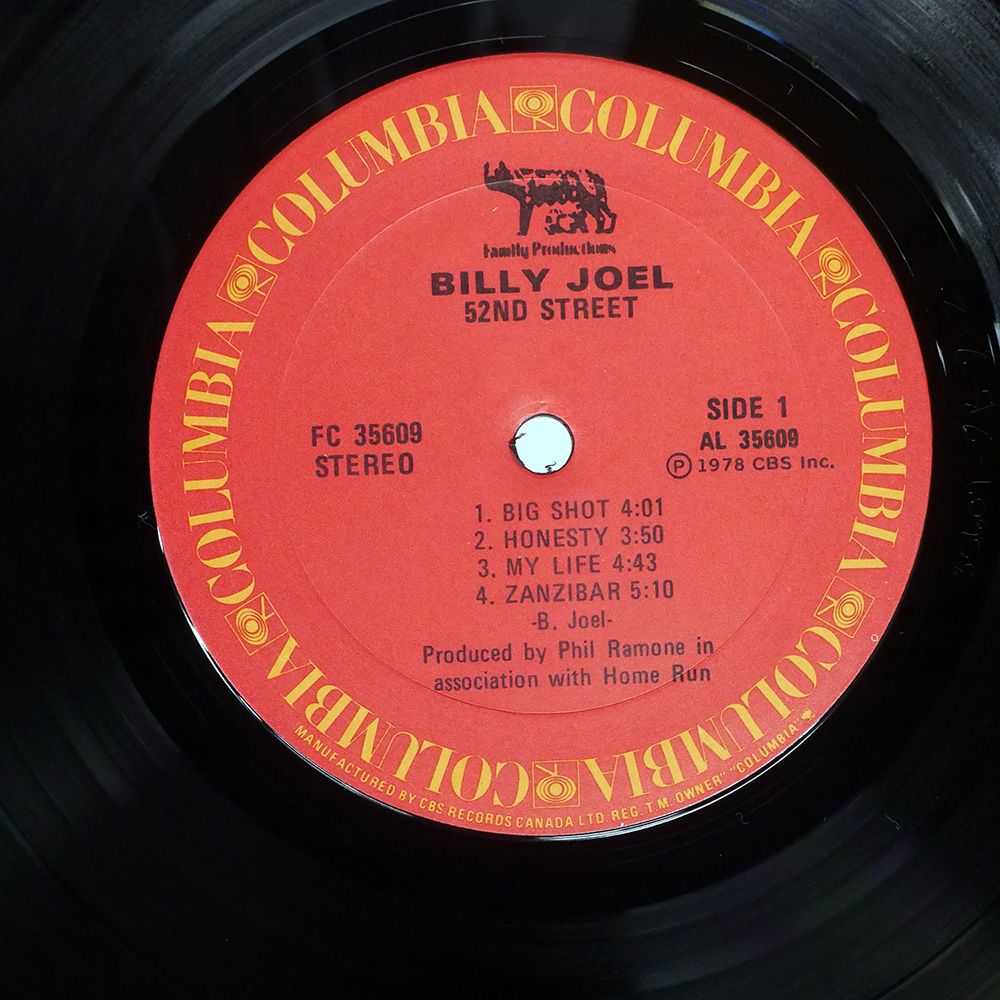 COLUMBIA COLUMBIA COLUMBIA COLUMBIA COLUMBIA COLUMBIA
Family Productions
BILLY JOEL
52ND STREET
FC 35609
STEREO
SIDE 1
AL 35609
Ⓟ 1978 CBS Inc.
1. BIG SHOT 4:01
2. HONESTY 3:50
3. MY LIFE 4:43
4. ZANZIBAR 5:10
-B. Joel-
Produced by Phil Ramone in
association with Home Run
MANUFACTURED BY CBS RECORDS CANADA LTD. REG. T.M. OWNER" "COLUMBIA",